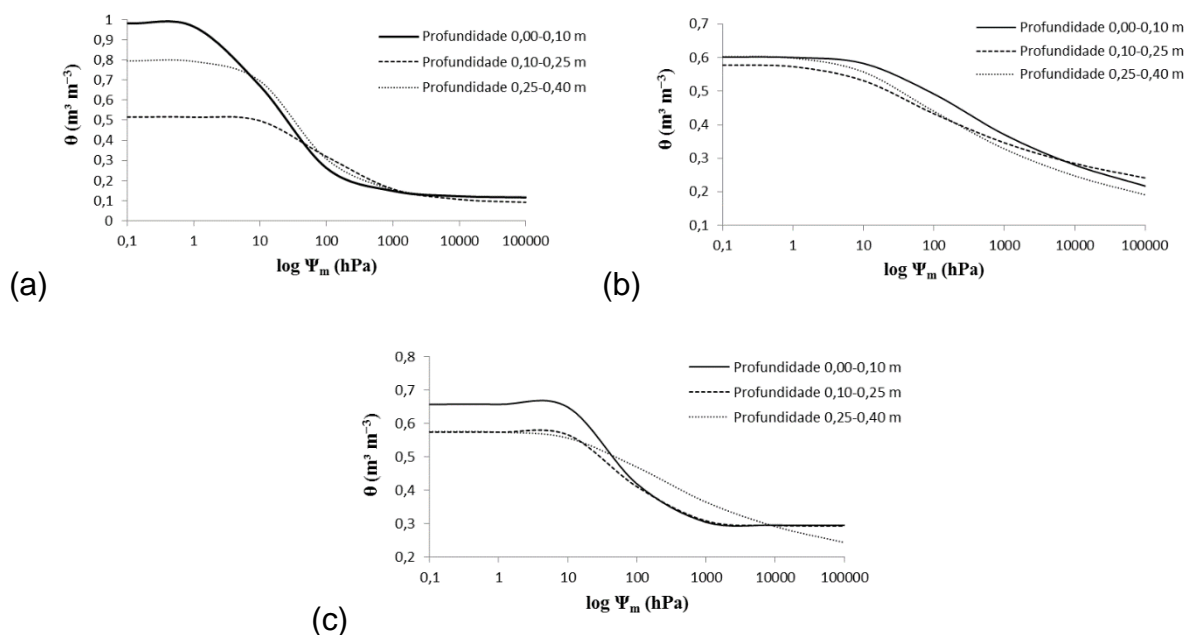 1
0,9
0,8
0,7
0,6
0,5
0,4
0,3
0,2
0,1
0
θ (m³ m⁻³)
Profundidade 0,00-0,10 m
Profundidade 0,10-0,25 m
Profundidade 0,25-0,40 m
0,1 1 10 100 1000 10000 100000
log Ψm (hPa)
(a)
0,7
0,6
0,5
0,4
0,3
0,2
0,1
θ (m³ m⁻³)
Profundidade 0,00-0,10 m
Profundidade 0,10-0,25 m
Profundidade 0,25-0,40 m
0,1 1 10 100 1000 10000 100000
log Ψm (hPa)
(b)
0,8
0,7
0,6
0,5
0,4
0,3
0,2
θ (m³ m⁻³)
Profundidade 0,00-0,10 m
Profundidade 0,10-0,25 m
Profundidade 0,25-0,40 m
0,1 1 10 100 1000 10000 100000
log Ψm (hPa)
(c)